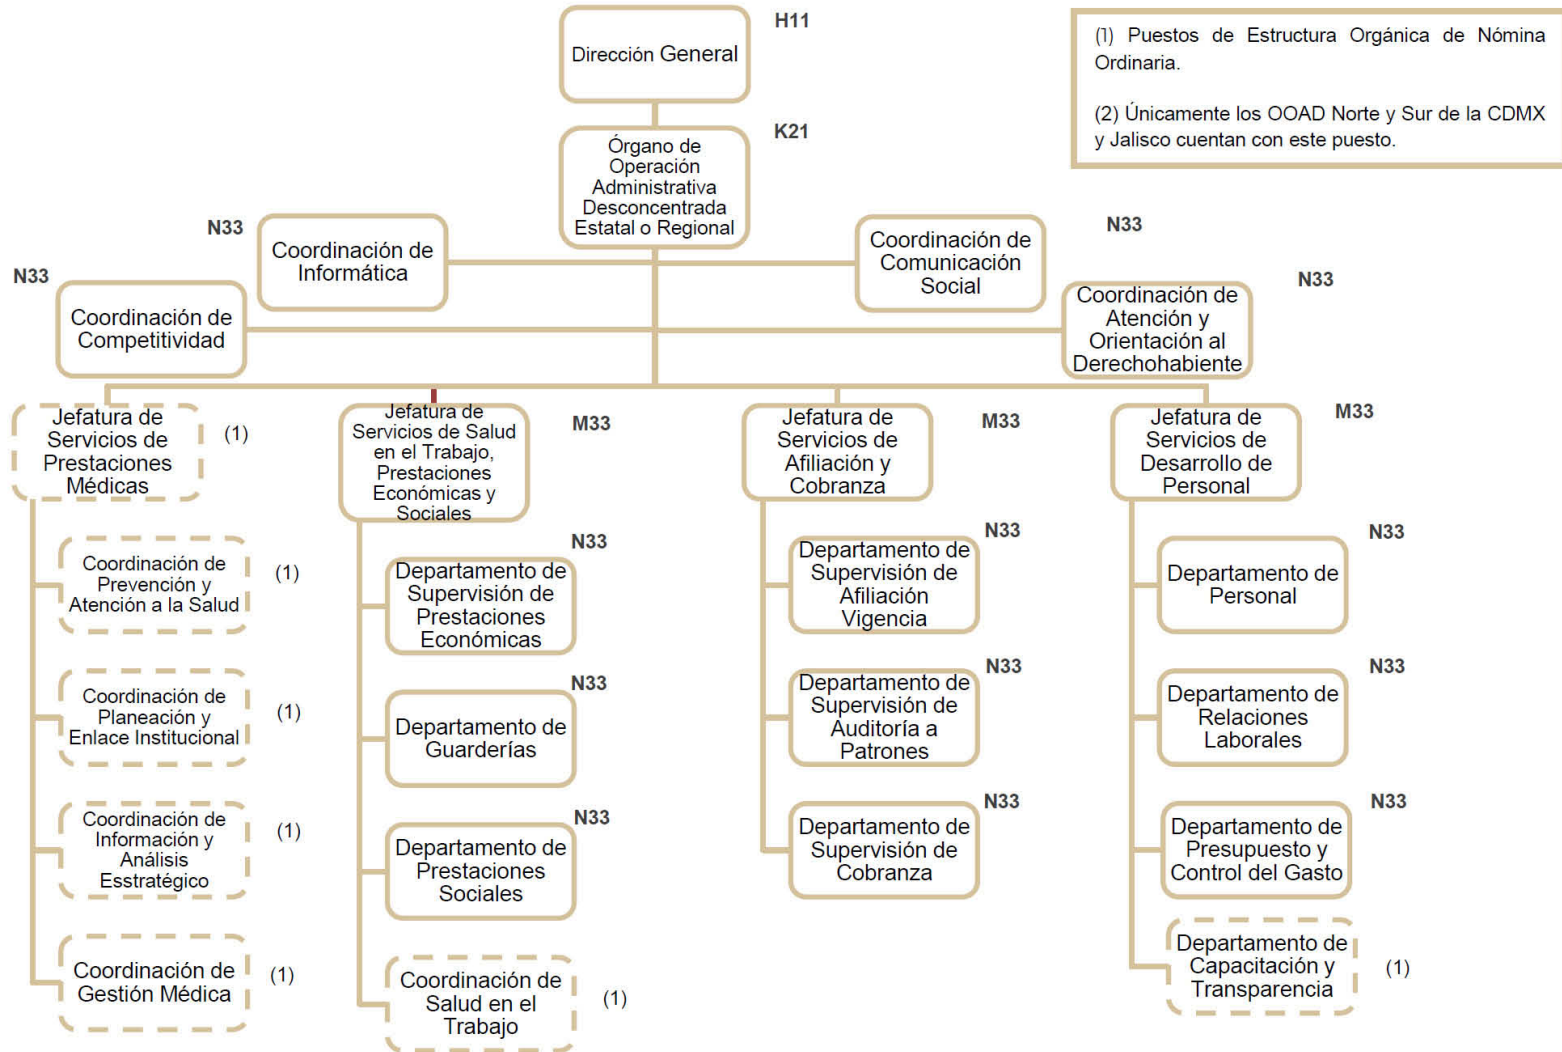 H11
Dirección General
(1) Puestos de Estructura Orgánica de Nómina
Ordinaria.
(2) Únicamente los OOAD Norte y Sur de la CDMX
y Jalisco cuentan con este puesto.
K21
Órgano de
Operación
Administrativa
Desconcentrada
Estatal o Regional
N33
Coordinación de
Informática
N33
Coordinación de
Comunicación
Social
N33
Coordinación de
Competitividad
N33
Coordinación de
Atención y
Orientación al
Derechohabiente
Jefatura de
Servicios de
Prestaciones
Médicas
(1)
Jefatura de
Servicios de Salud
en el Trabajo,
Prestaciones
Económicas y
Sociales
M33
Jefatura de
Servicios de
Afiliación y
Cobranza
M33
Jefatura de
Servicios de
Desarrollo de
Personal
M33
Coordinación de
Prevención y
Atención a la Salud
(1)
Coordinación de
Planeación y
Enlace Institucional
(1)
Coordinación de
Información y
Análisis
Esstratégico
(1)
Coordinación de
Gestión Médica
(1)
N33
Departamento de
Supervisión de
Prestaciones
Económicas
N33
Departamento de
Guarderías
N33
Departamento de
Prestaciones
Sociales
Coordinación de
Salud en el
Trabajo
(1)
N33
Departamento de
Supervisión de
Afiliación
Vigencia
N33
Departamento de
Supervisión de
Auditoría a
Patrones
N33
Departamento de
Supervisión de
Cobranza
N33
Departamento de
Personal
N33
Departamento de
Relaciones
Laborales
N33
Departamento de
Presupuesto y
Control del Gasto
Departamento de
Capacitación y
Transparencia
(1)